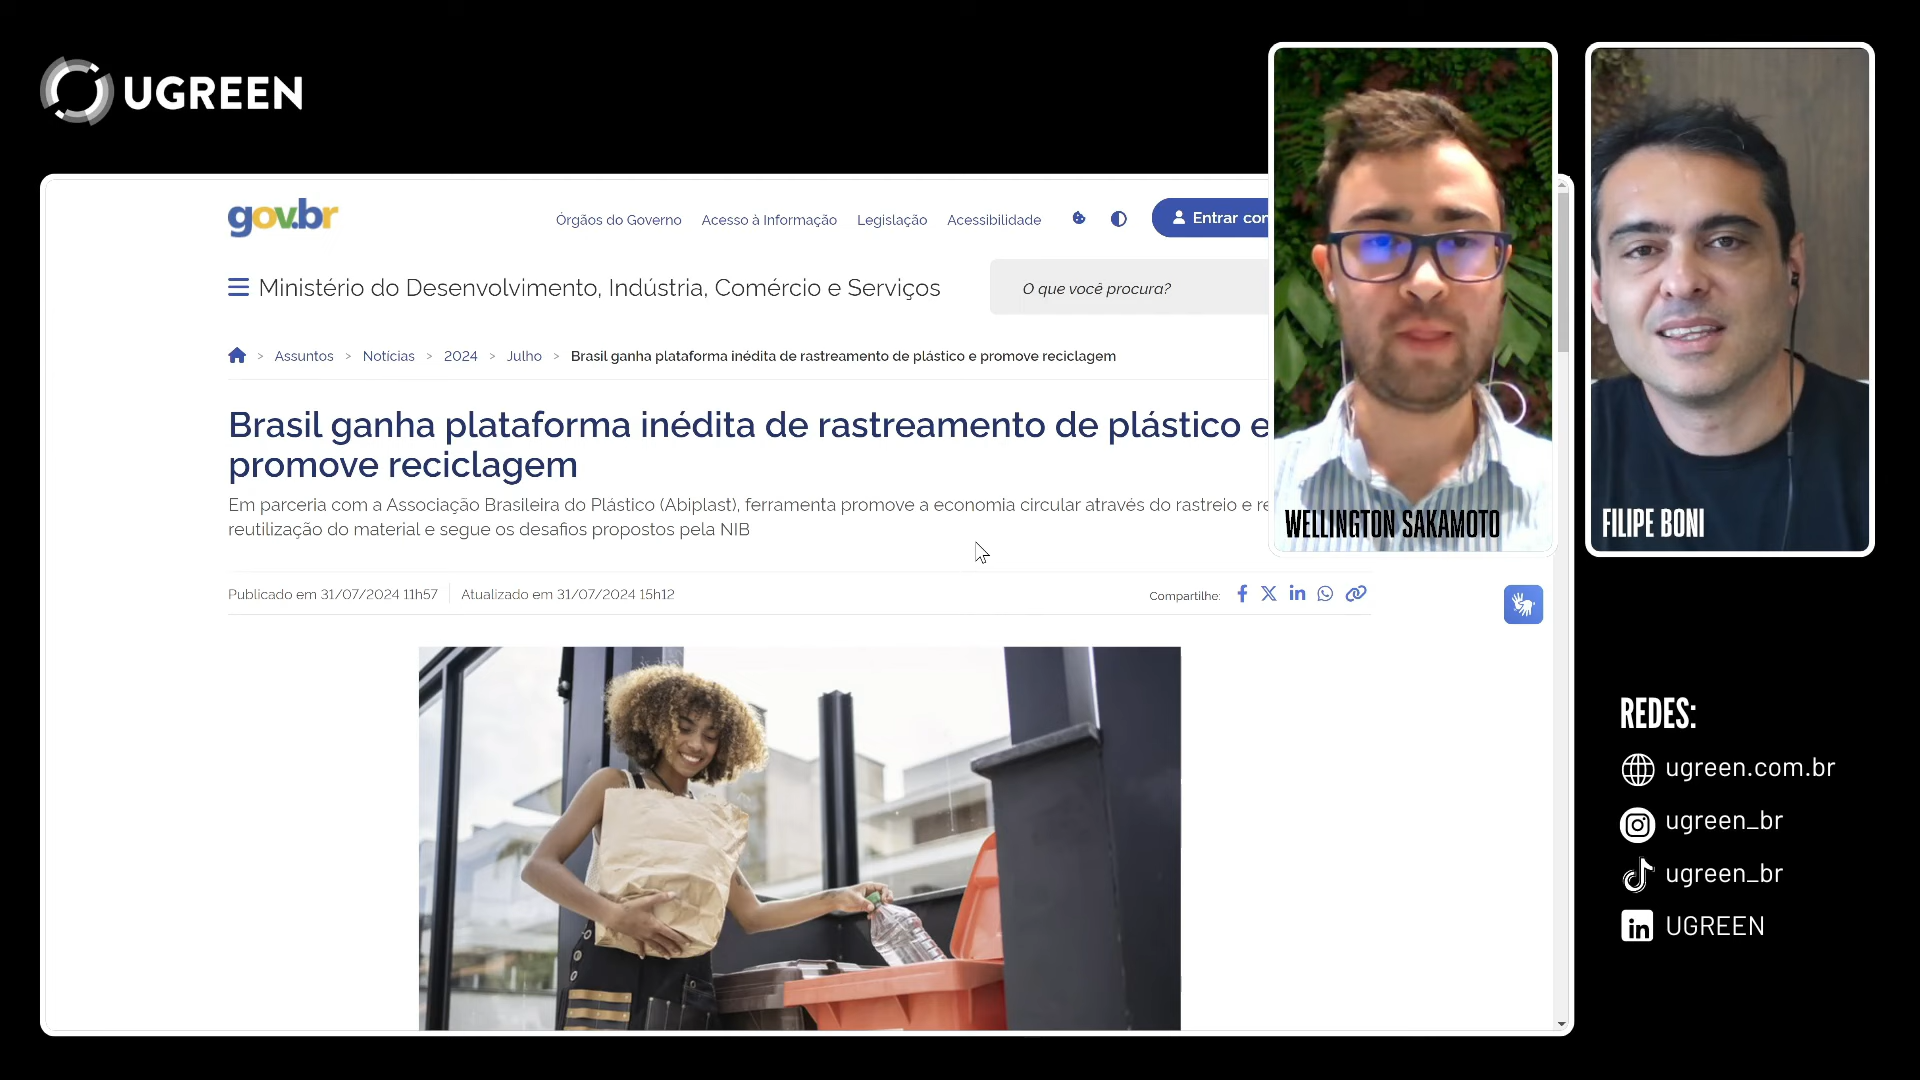 UGREEN
gov.br
Órgãos do Governo Acesso à Informação Legislação Acessibilidade
Entrar
Ministério do Desenvolvimento, Indústria, Comércio e Serviços
O que você procura?
> Assuntos > Notícias > 2024 > Julho > Brasil ganha plataforma inédita de rastreamento de plástico e promove reciclagem
Brasil ganha plataforma inédita de rastreamento de plástico e
promove reciclagem
Em parceria com a Associação Brasileira do Plástico (Abiplast), ferramenta promove a economia circular através do rastreio e
reutilização do material e segue os desafios propostos pela NIB
Publicado em 31/07/2024 11h57 Atualizado em 31/07/2024 15h12
Compartilhe:
WELLINGTON SAKAMOTO
FILIPE BONI
REDES:
ugreen.com.br
ugreen_br
ugreen_br
UGREEN